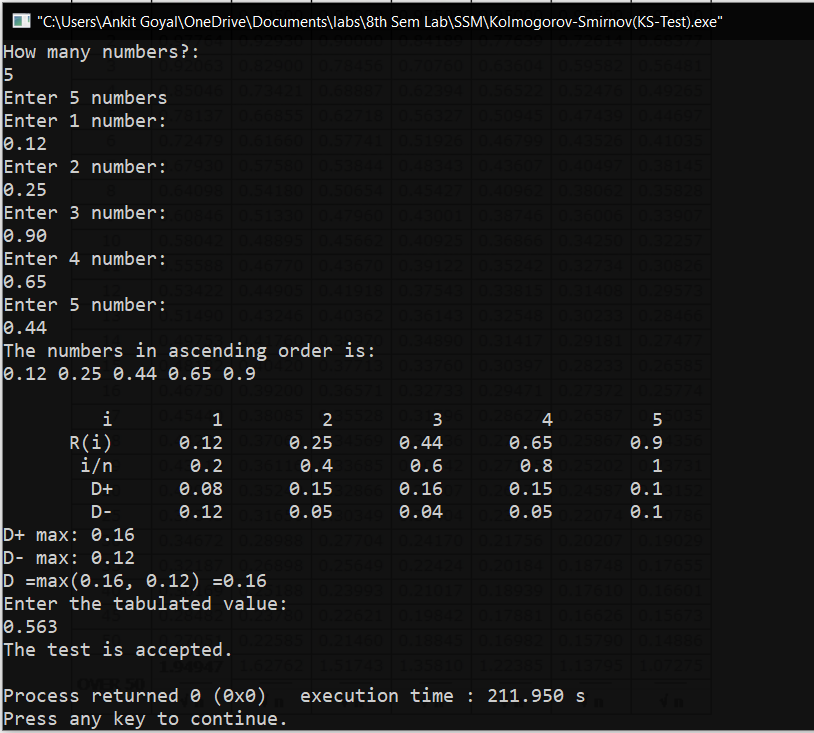 "C:\Users\Ankit Goyal\OneDrive\Documents\labs\8th Sem Lab\SSM\Kolmogorov-Smirnov(KS-Test).exe"
How many numbers?:
5
Enter 5 numbers
Enter 1 number:
0.12
Enter 2 number:
0.25
Enter 3 number:
0.90
Enter 4 number:
0.65
Enter 5 number:
0.44
The numbers in ascending order is:
0.12 0.25 0.44 0.65 0.9
i 1 2 3 4 5
R(i) 0.12 0.25 0.44 0.65 0.9
i/n 0.2 0.4 0.6 0.8 1
D+ 0.08 0.15 0.16 0.15 0.1
D- 0.12 0.05 0.04 0.05 0.1
D+ max: 0.16
D- max: 0.12
D =max(0.16, 0.12) =0.16
Enter the tabulated value:
0.563
The test is accepted.
Process returned 0 (0x0) execution time : 211.950 s
Press any key to continue.